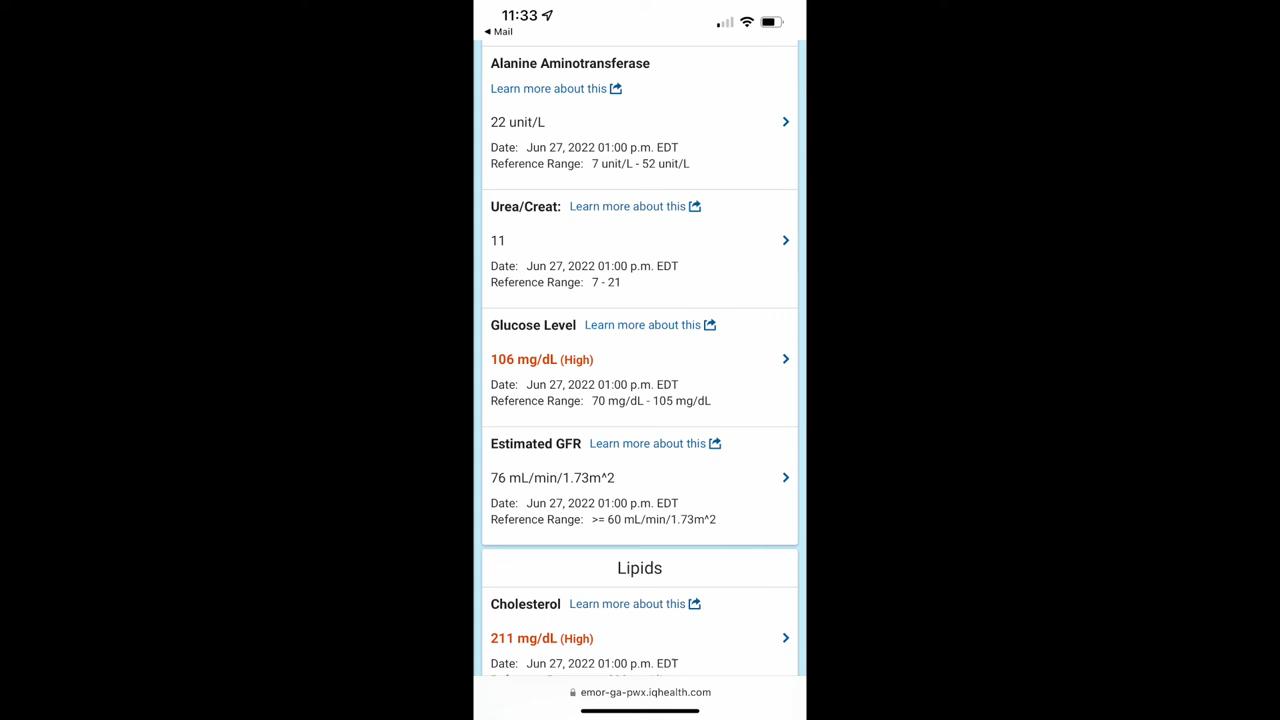 11:33
Mail
Alanine Aminotransferase
Learn more about this
22 unit/L
Date: Jun 27, 2022 01:00 p.m. EDT
Reference Range: 7 unit/L - 52 unit/L
Urea/Creat: Learn more about this
11
Date: Jun 27, 2022 01:00 p.m. EDT
Reference Range: 7 - 21
Glucose Level Learn more about this
106 mg/dL (High)
Date: Jun 27, 2022 01:00 p.m. EDT
Reference Range: 70 mg/dL - 105 mg/dL
Estimated GFR Learn more about this
76 mL/min/1.73m^2
Date: Jun 27, 2022 01:00 p.m. EDT
Reference Range: >= 60 mL/min/1.73m^2
Lipids
Cholesterol Learn more about this
211 mg/dL (High)
Date: Jun 27, 2022 01:00 p.m. EDT
emor-ga-pwx.iqhealth.com